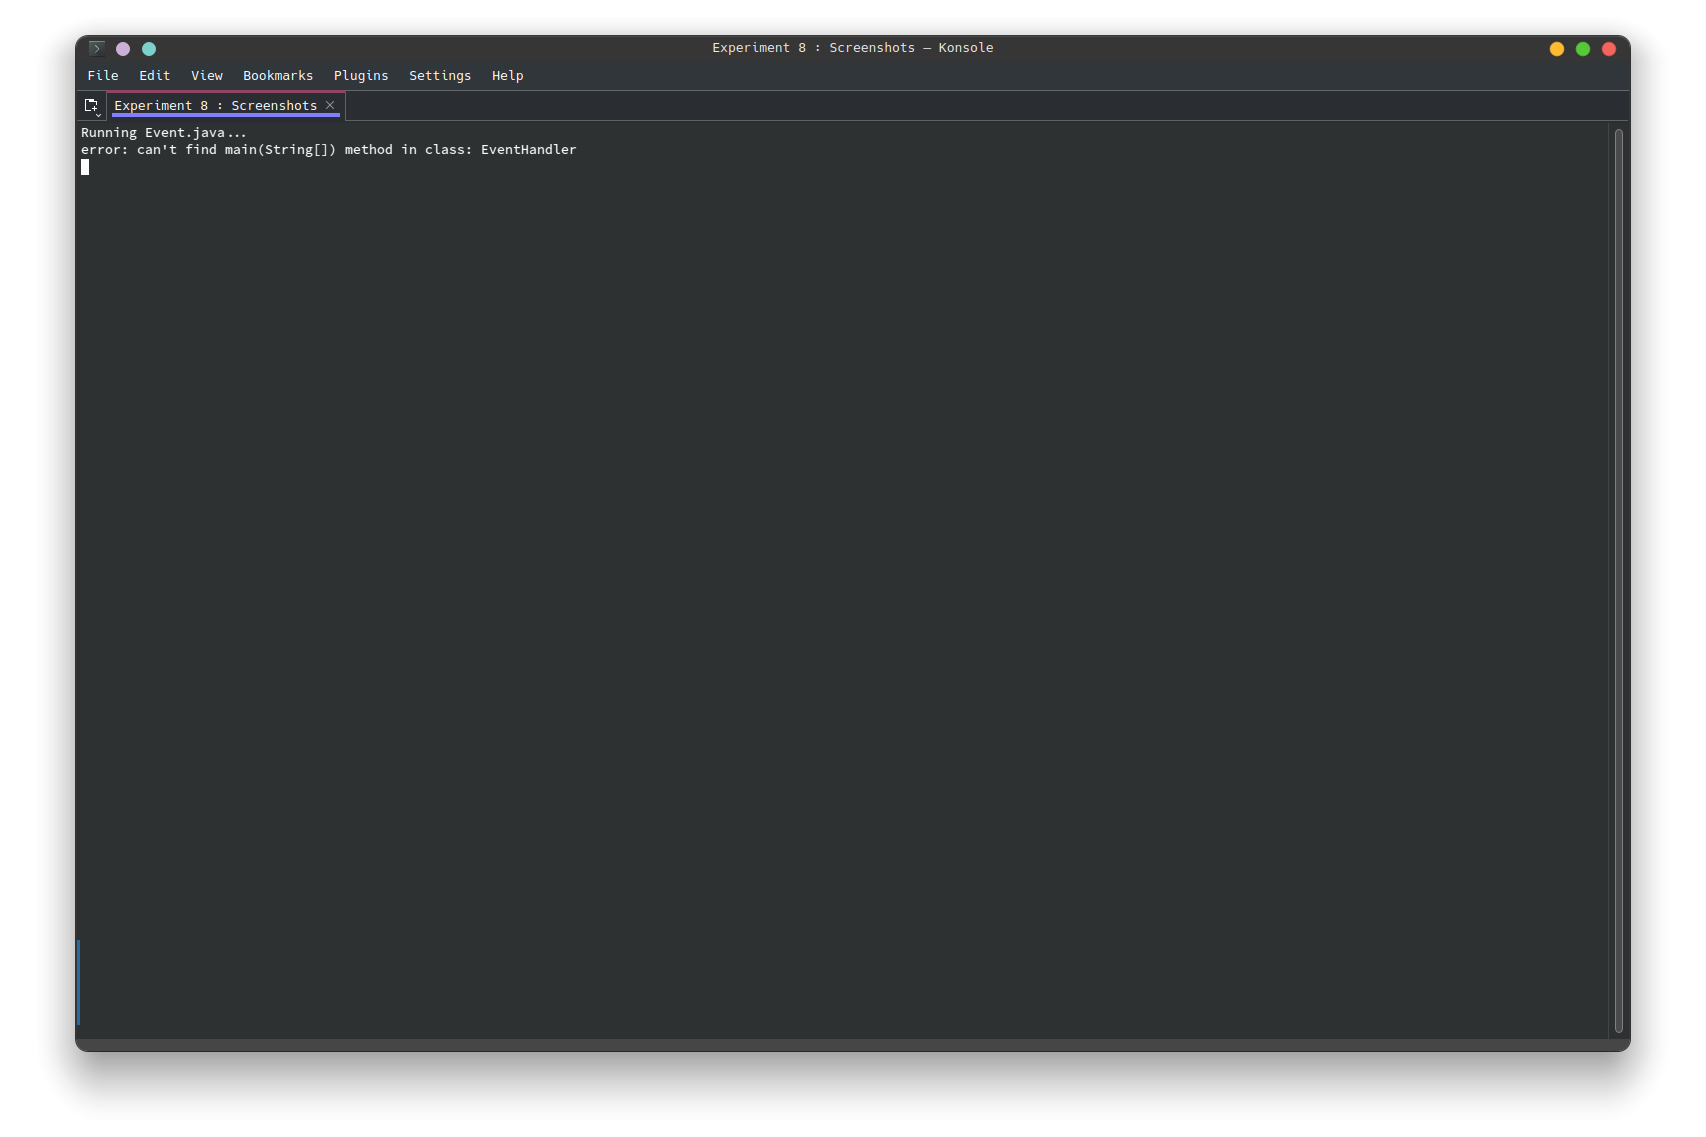 Experiment 8 : Screenshots — Konsole
File Edit View Bookmarks Plugins Settings Help
Experiment 8 : Screenshots
Running Event.java...
error: can't find main(String[]) method in class: EventHandler